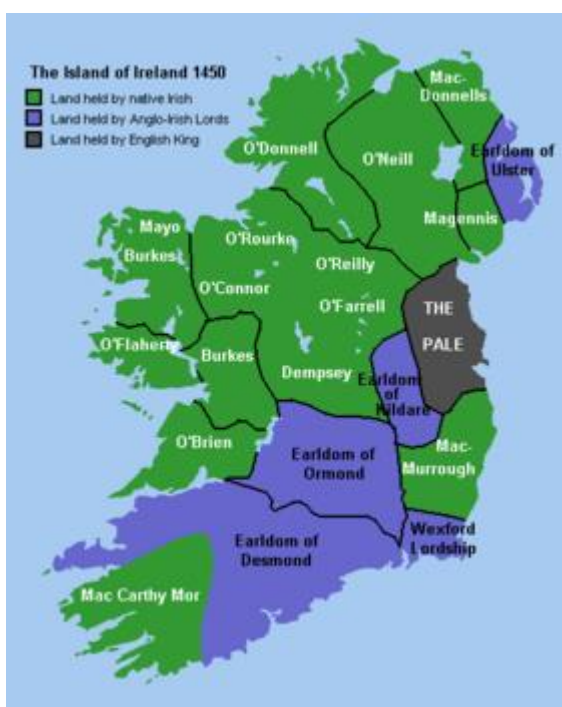 The Island of Ireland 1450
Land held by native Irish
Land held by Anglo-Irish Lords
Land held by English King
Mac-
Donnells
O'Donnell
O'Neill
Earldom of
Ulster
Magennis
Mayo
Burkes
O'Rourke
O'Reilly
O'Connor
O'Farrell
THE
PALE
O'Flaherty
Burkes
Dempsey
Earldom
of
Kildare
O'Brien
Earldom of
Ormond
Mac-
Murrough
Wexford
Lordship
Earldom of
Desmond
Mac Carthy Mor